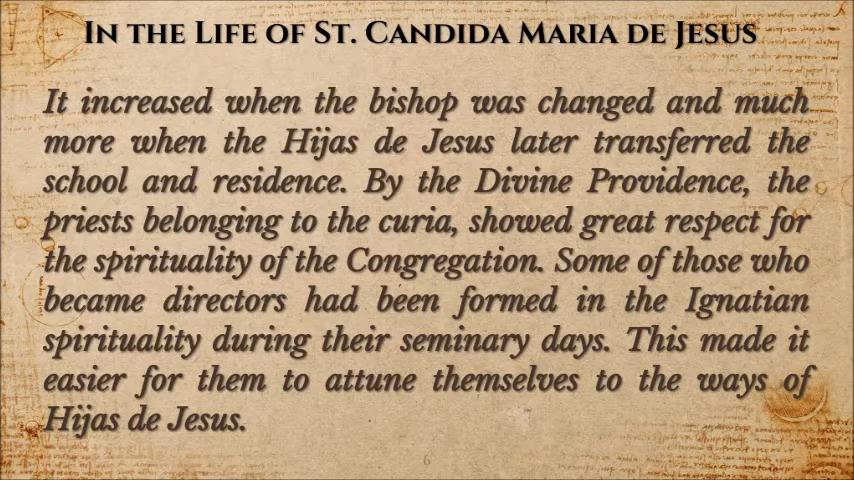 In the Life of St. Candida Maria de Jesus
It increased when the bishop was changed and much
more when the Hijas de Jesus later transferred the
school and residence. By the Divine Providence, the
priests belonging to the curia, showed great respect for
the spirituality of the Congregation. Some of those who
became directors had been formed in the Ignatian
spirituality during their seminary days. This made it
easier for them to attune themselves to the ways of
Hijas de Jesus.
6